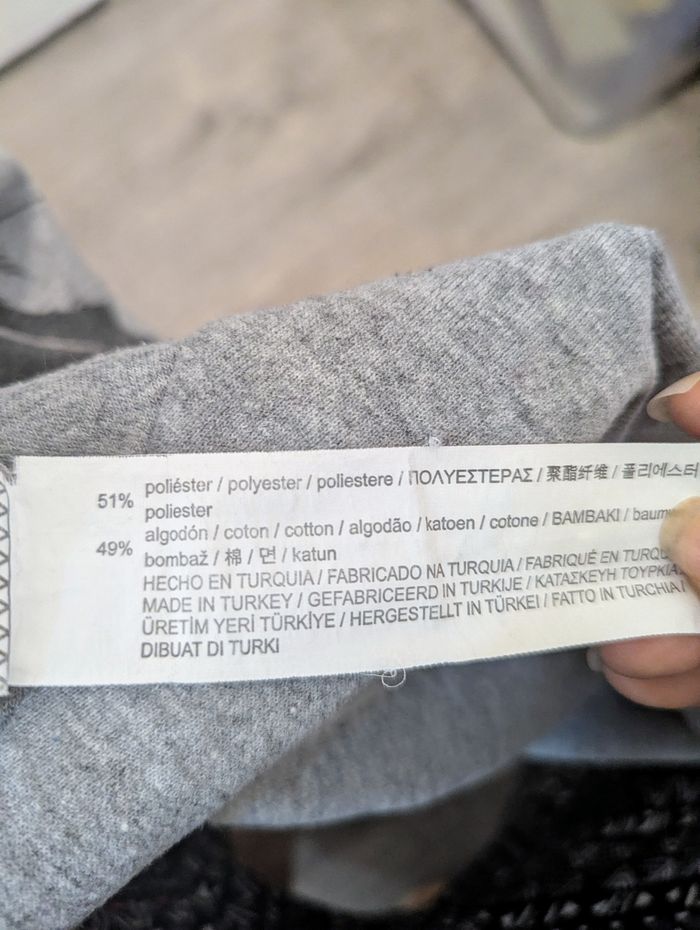 51% poliéster / polyester / poliestere / ΠΟΛΥΕΣΤΕΡΑΣ / 聚酯纤维 / 폴리에스터
poliester
49% algodón / coton / cotton / algodão / katoen / cotone / BAMBAKI /
bombaž / 棉 / 면 / katun
HECHO EN TURQUIA / FABRICADO NA TURQUIA / FABRIQUÉ EN
MADE IN TURKEY / GEFABRICEERD IN TURKIJE / ΚΑΤΑΣΚΕΥΗ ΤΟΥΡΚΙΑ
ÜRETİM YERİ TÜRKİYE / HERGESTELLT IN TÜRKEI / FATTO IN TURCHIA /
DIBUAT DI TURKI